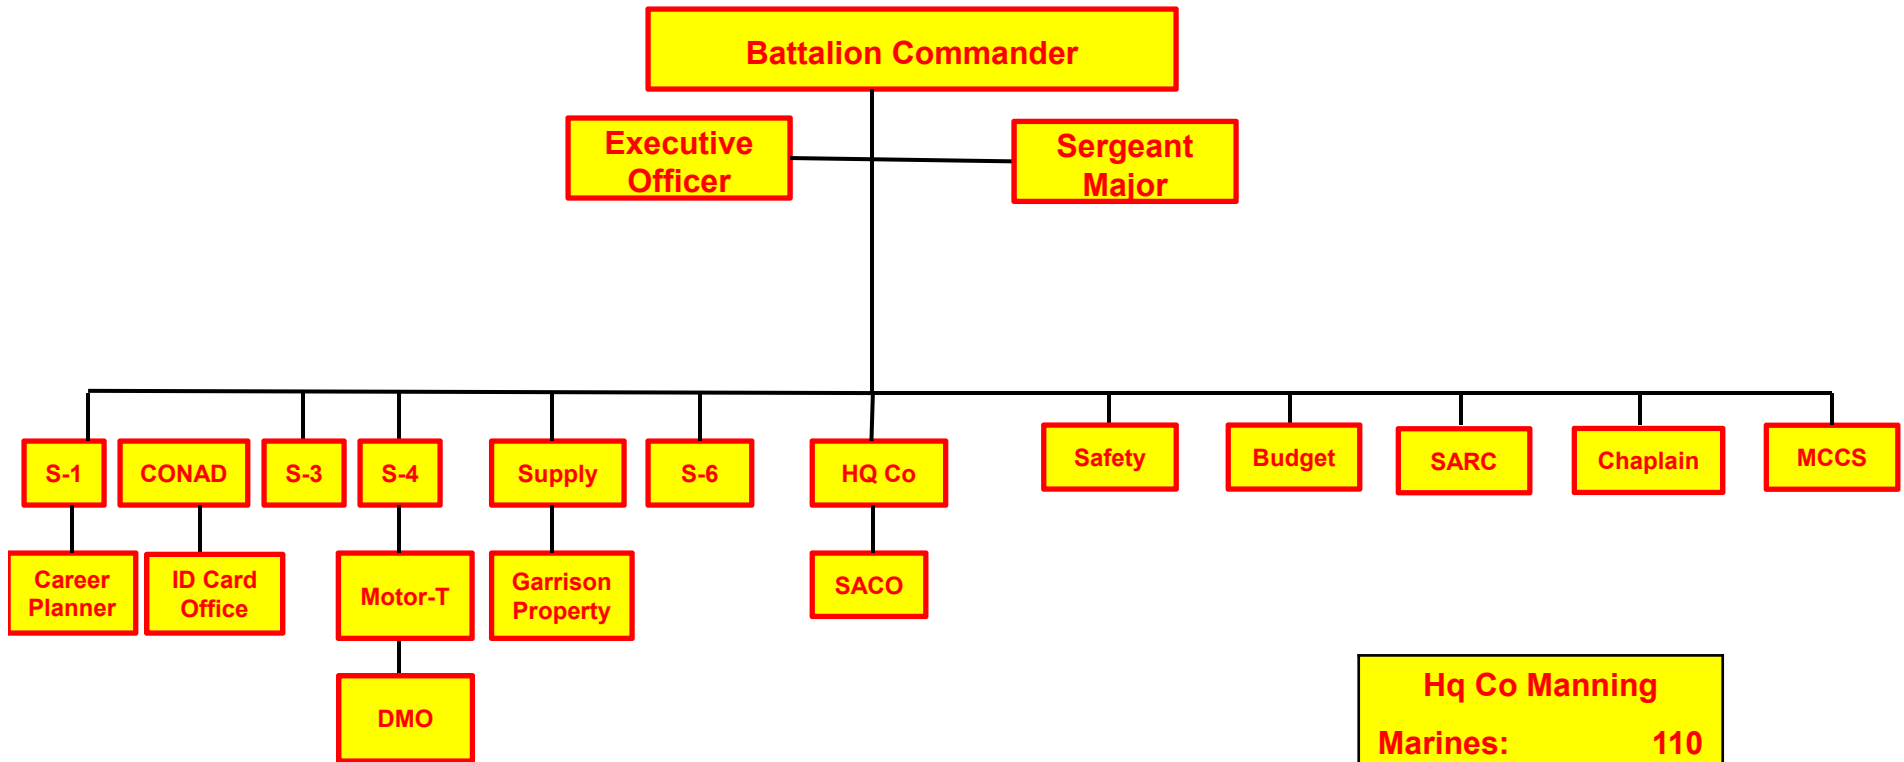 Battalion Commander
Executive
Officer
Sergeant
Major
S-1
CONAD
S-3
S-4
Supply
S-6
HQ Co
Safety
Budget
SARC
Chaplain
MCCS
Career
Planner
ID Card
Office
Motor-T
Garrison
Property
SACO
DMO
Hq Co Manning
Marines: 110